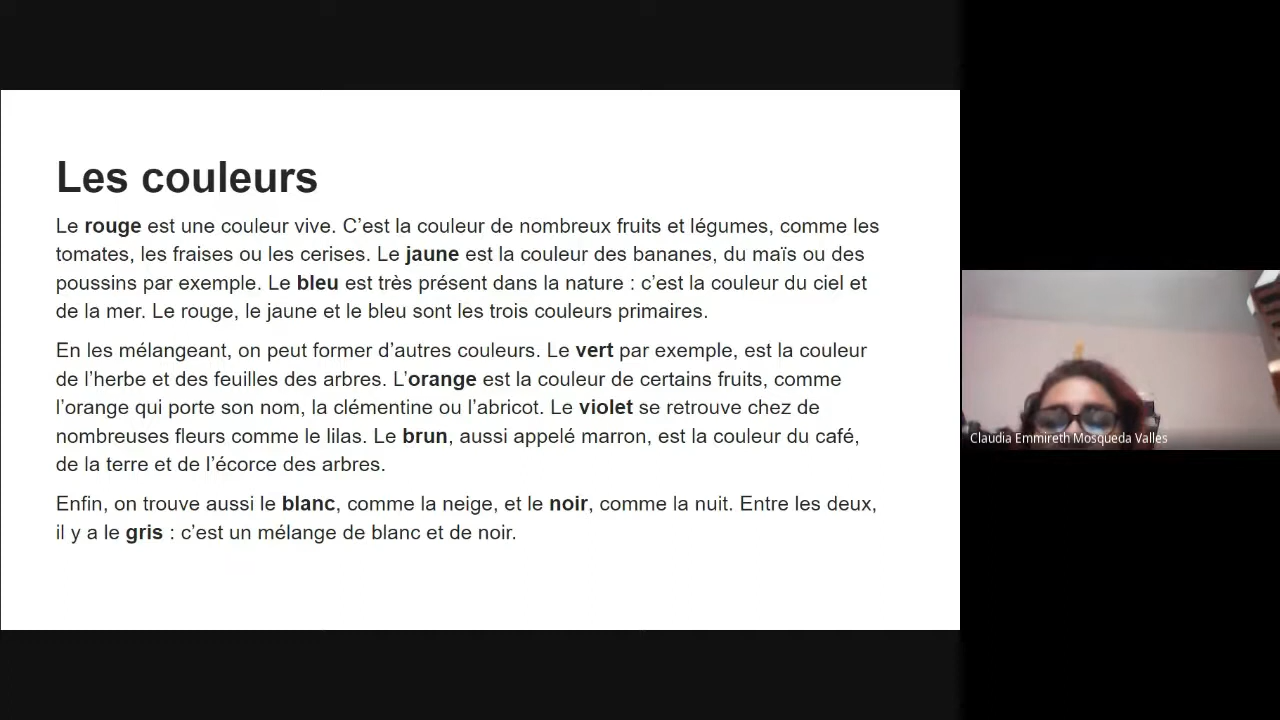 Les couleurs
Le rouge est une couleur vive. C’est la couleur de nombreux fruits et légumes, comme les
tomates, les fraises ou les cerises. Le jaune est la couleur des bananes, du maïs ou des
poussins par exemple. Le bleu est très présent dans la nature : c’est la couleur du ciel et
de la mer. Le rouge, le jaune et le bleu sont les trois couleurs primaires.
En les mélangeant, on peut former d’autres couleurs. Le vert par exemple, est la couleur
de l’herbe et des feuilles des arbres. L’orange est la couleur de certains fruits, comme
l’orange qui porte son nom, la clémentine ou l’abricot. Le violet se retrouve chez de
nombreuses fleurs comme le lilas. Le brun, aussi appelé marron, est la couleur du café,
de la terre et de l’écorce des arbres.
Enfin, on trouve aussi le blanc, comme la neige, et le noir, comme la nuit. Entre les deux,
il y a le gris : c’est un mélange de blanc et de noir.
Claudia Emmireth Mosqueda Valles